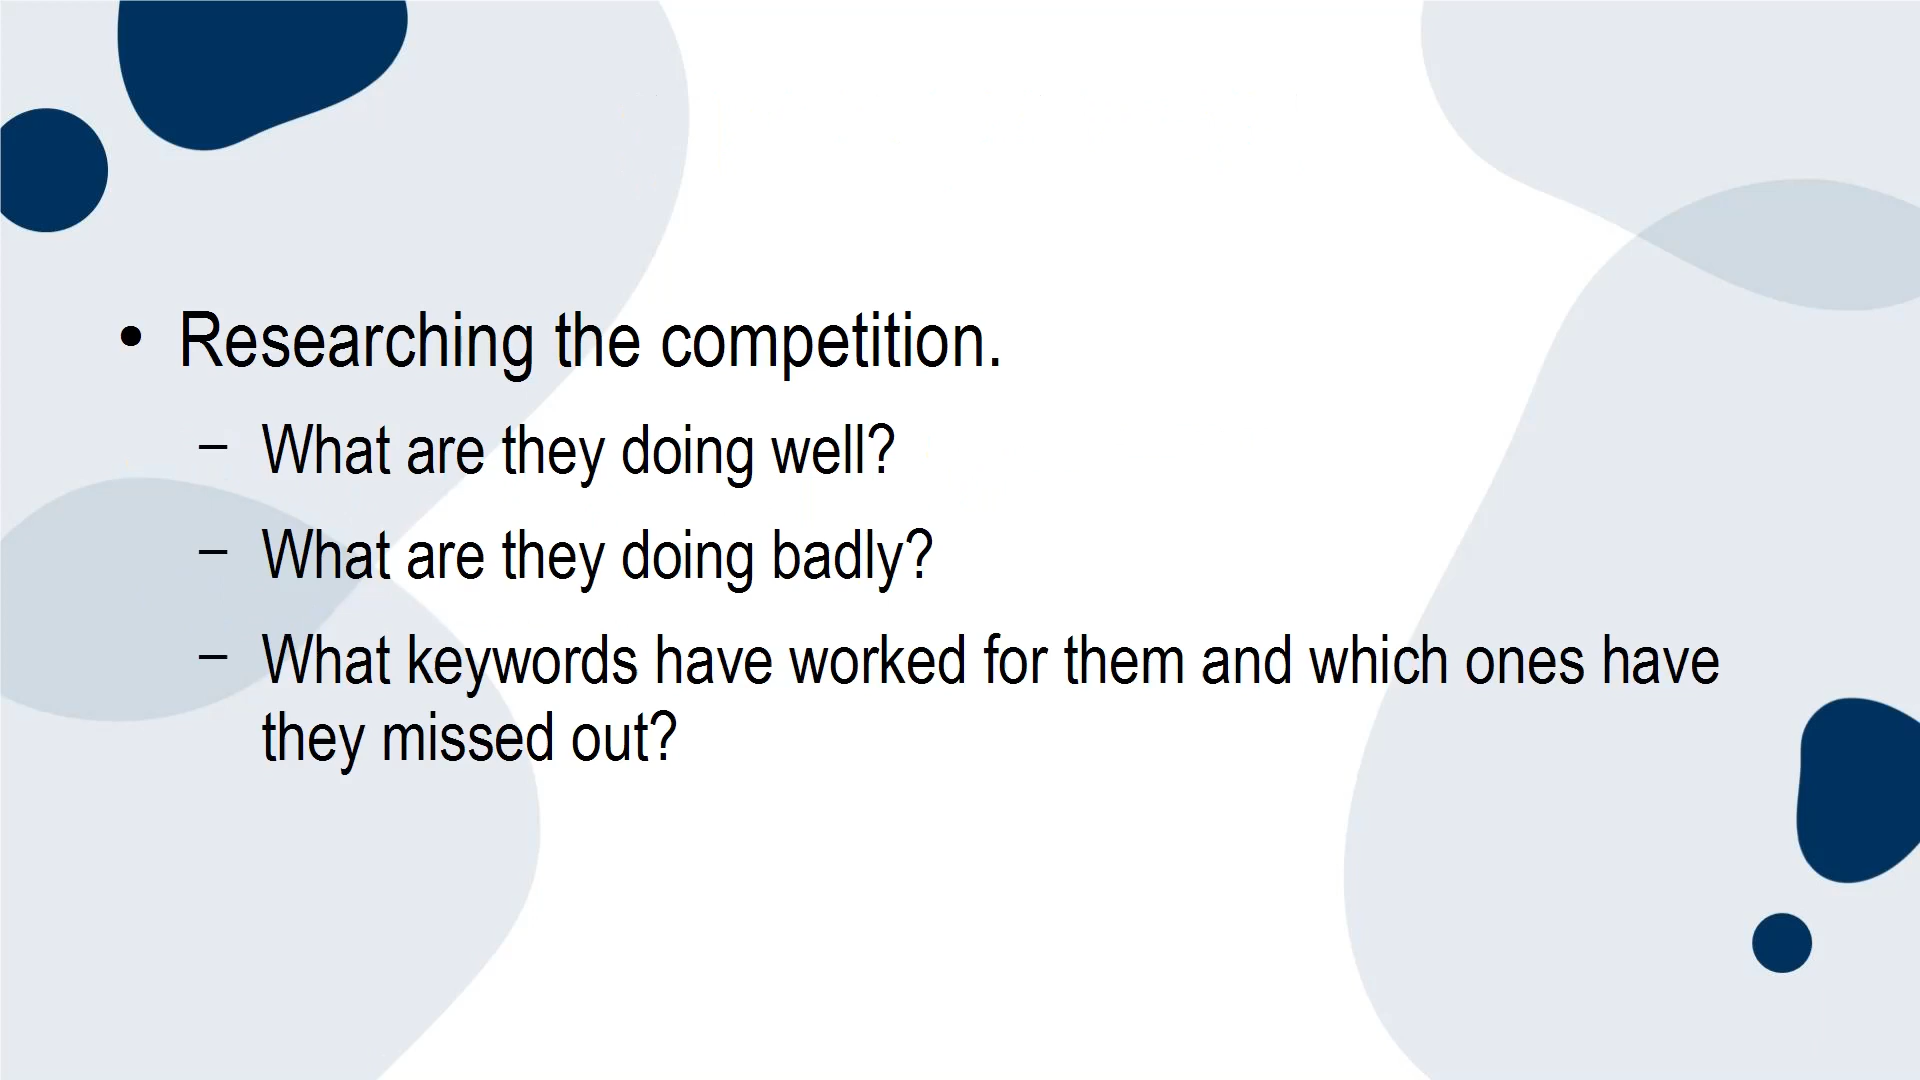 • Researching the competition.
– What are they doing well?
– What are they doing badly?
– What keywords have worked for them and which ones have
they missed out?